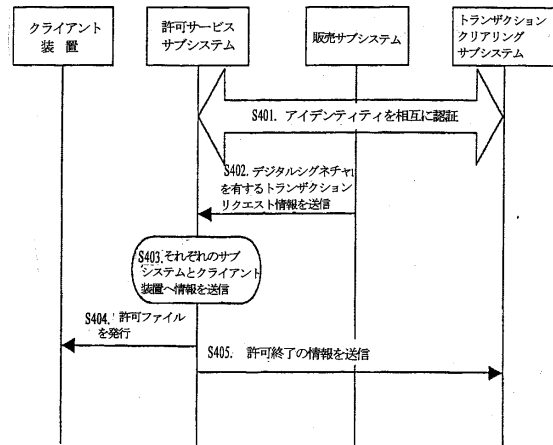 クライアント
装 置
許可サービス
サブシステム
販売サブシステム
トランザクション
クリアリング
サブシステム
S401. アイデンティティを相互に認証
S402. デジタルシグネチャ
を有するトランザクション
リクエスト情報を送信
S403.それぞれのサブ
システムとクライアント
装置へ情報を送信
S404. 許可ファイル
を発行
S405. 許可終了の情報を送信